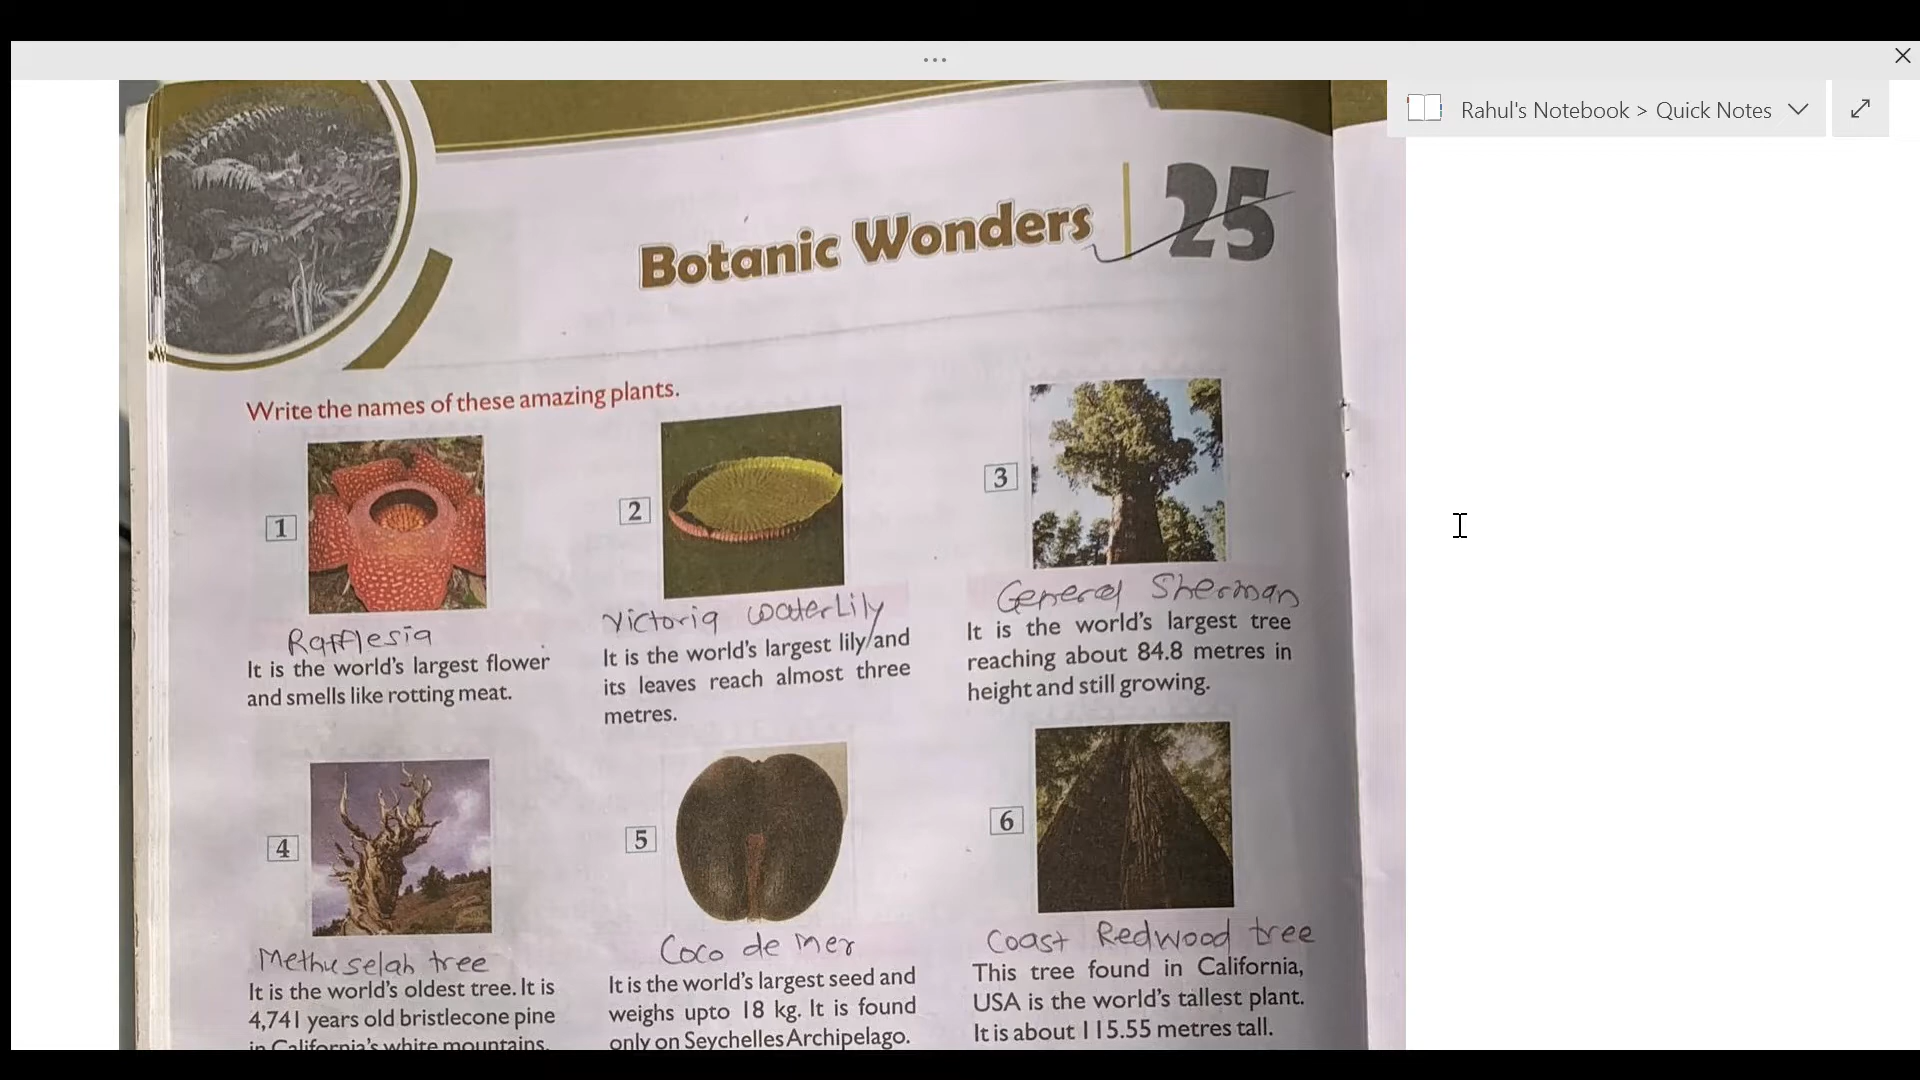 Rahul's Notebook > Quick Notes
Botanic Wonders
25
Write the names of these amazing plants.
1
Rafflesia
It is the world's largest flower
and smells like rotting meat.
2
Victoria WaterLily
It is the world's largest lily and
its leaves reach almost three
metres.
3
General Sherman
It is the world's largest tree
reaching about 84.8 metres in
height and still growing.
4
Methuselah tree
It is the world's oldest tree. It is
4,741 years old bristlecone pine
in California's white mountains.
5
Coco de Mer
It is the world's largest seed and
weighs upto 18 kg. It is found
only on Seychelles Archipelago.
6
Coast Redwood tree
This tree found in California,
USA is the world's tallest plant.
It is about 115.55 metres tall.